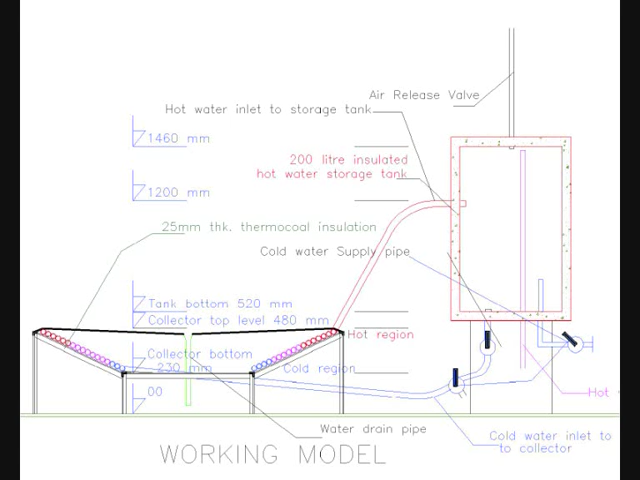 Air Release Valve
Hot water inlet to storage tank
1460 mm
200 litre insulated
hot water storage tank
1200 mm
25mm thk. thermocoal insulation
Cold water Supply pipe
Tank bottom 520 mm
Collector top level 480 mm
Hot region
Collector bottom
230 mm
Cold region
00
Hot
Water drain pipe
Cold water inlet to
to collector
WORKING MODEL